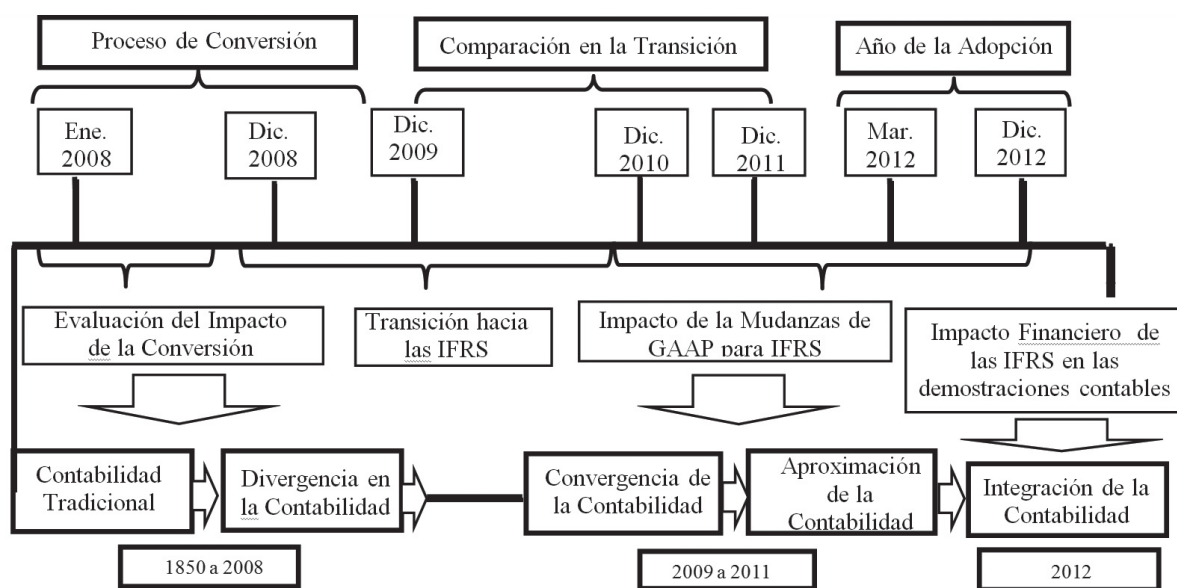 Proceso de Conversión
Comparación en la Transición
Año de la Adopción
Ene.
2008
Dic.
2008
Dic.
2009
Dic.
2010
Dic.
2011
Mar.
2012
Dic.
2012
Evaluación del Impacto
de la Conversión
Transición hacia
las IFRS
Impacto de la Mudanzas de
GAAP para IFRS
Impacto Financiero de
las IFRS en las
demostraciones contables
Contabilidad
Tradicional
Divergencia en
la Contabilidad
Convergencia de
la Contabilidad
Aproximación
de la
Contabilidad
Integración de la
Contabilidad
1850 a 2008
2009 a 2011
2012